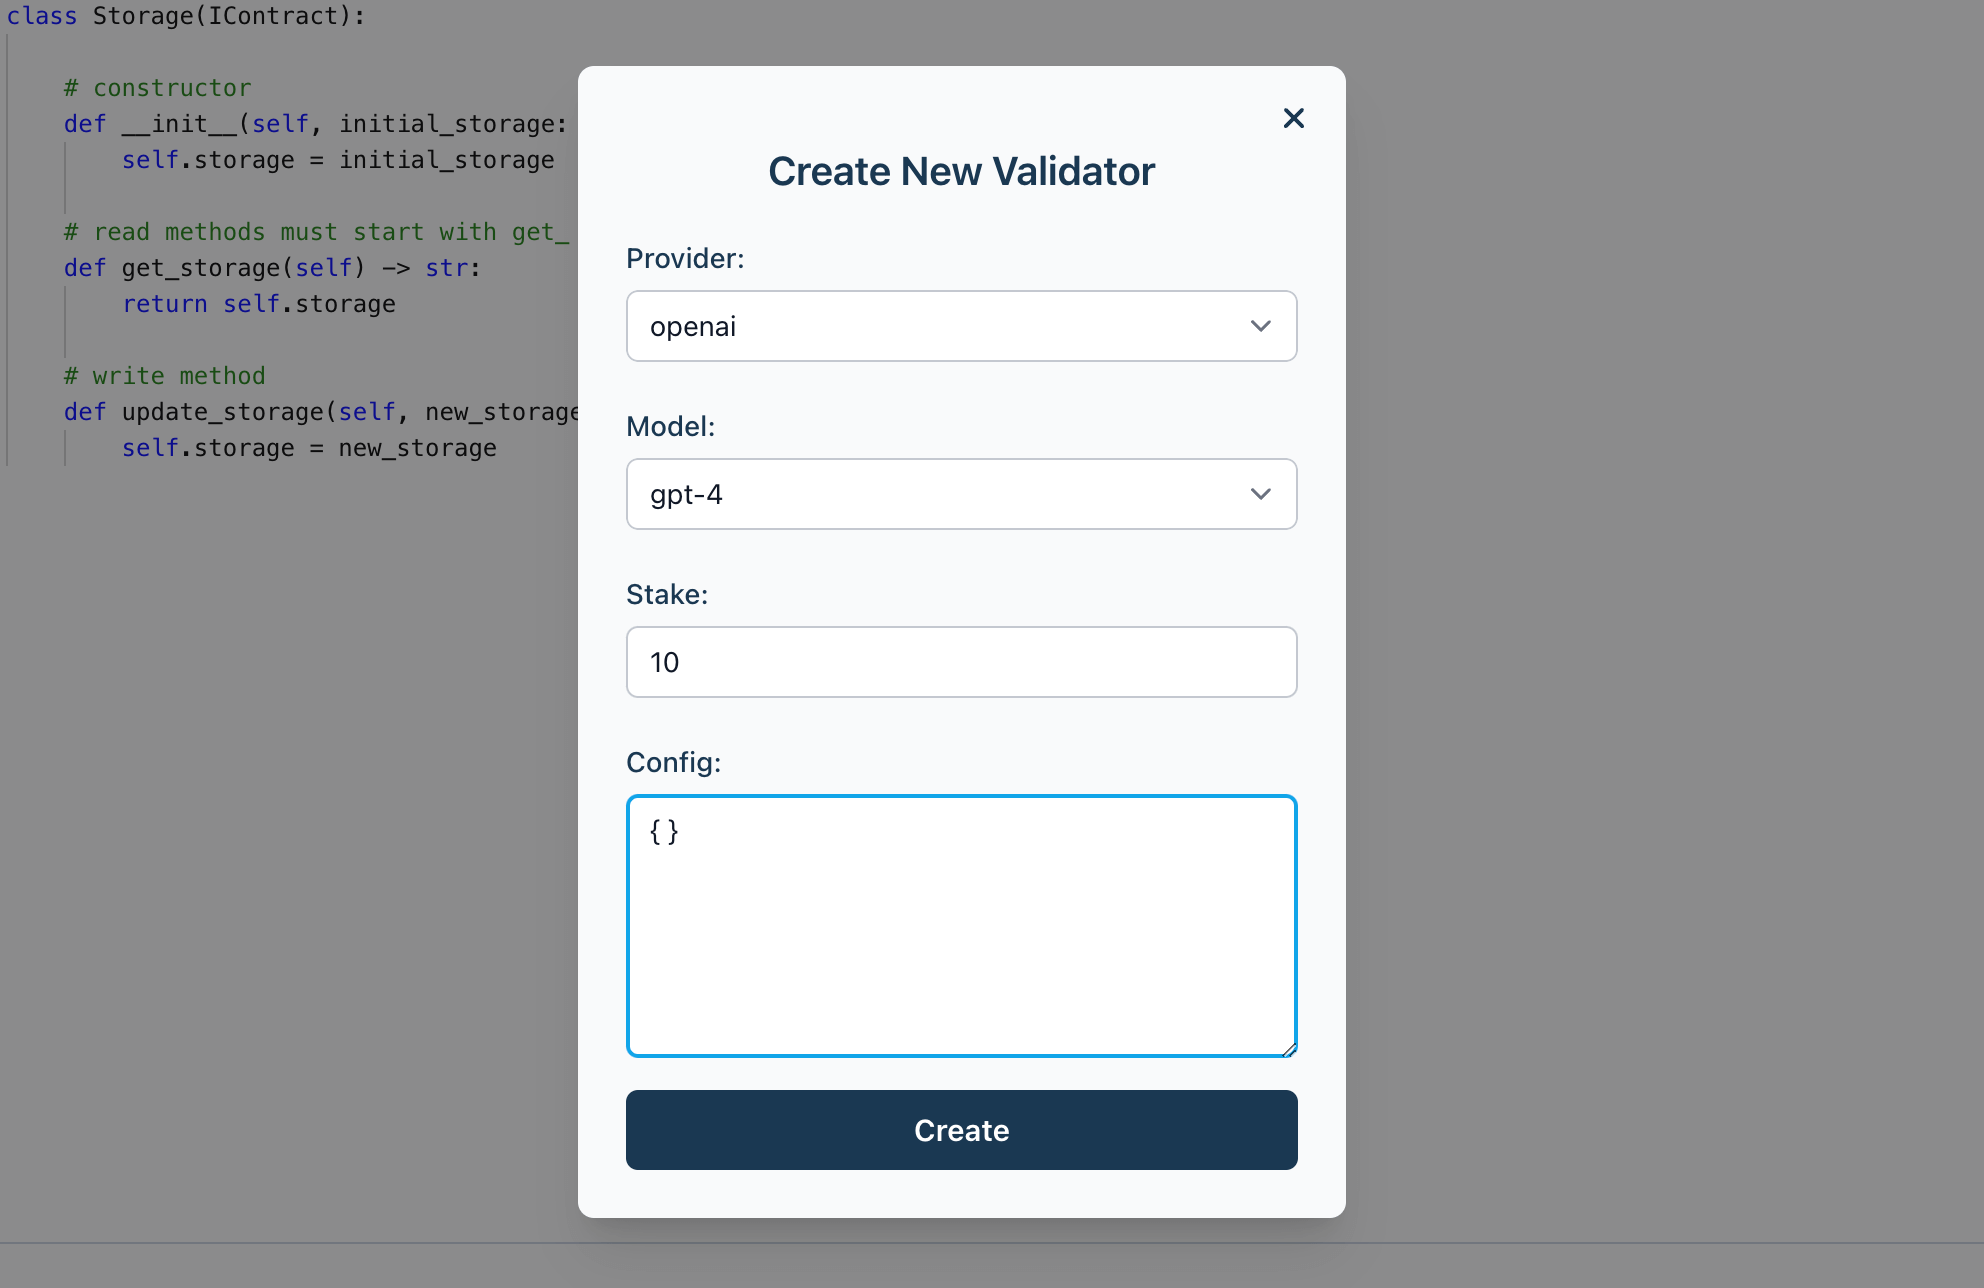 class Storage(IContract):
# constructor
def __init__(self, initial_storage:
self.storage = initial_storage
# read methods must start with get_
def get_storage(self) -> str:
return self.storage
# write method
def update_storage(self, new_storage
self.storage = new_storage
Create New Validator
Provider:
openai
Model:
gpt-4
Stake:
10
Config:
{ }
Create